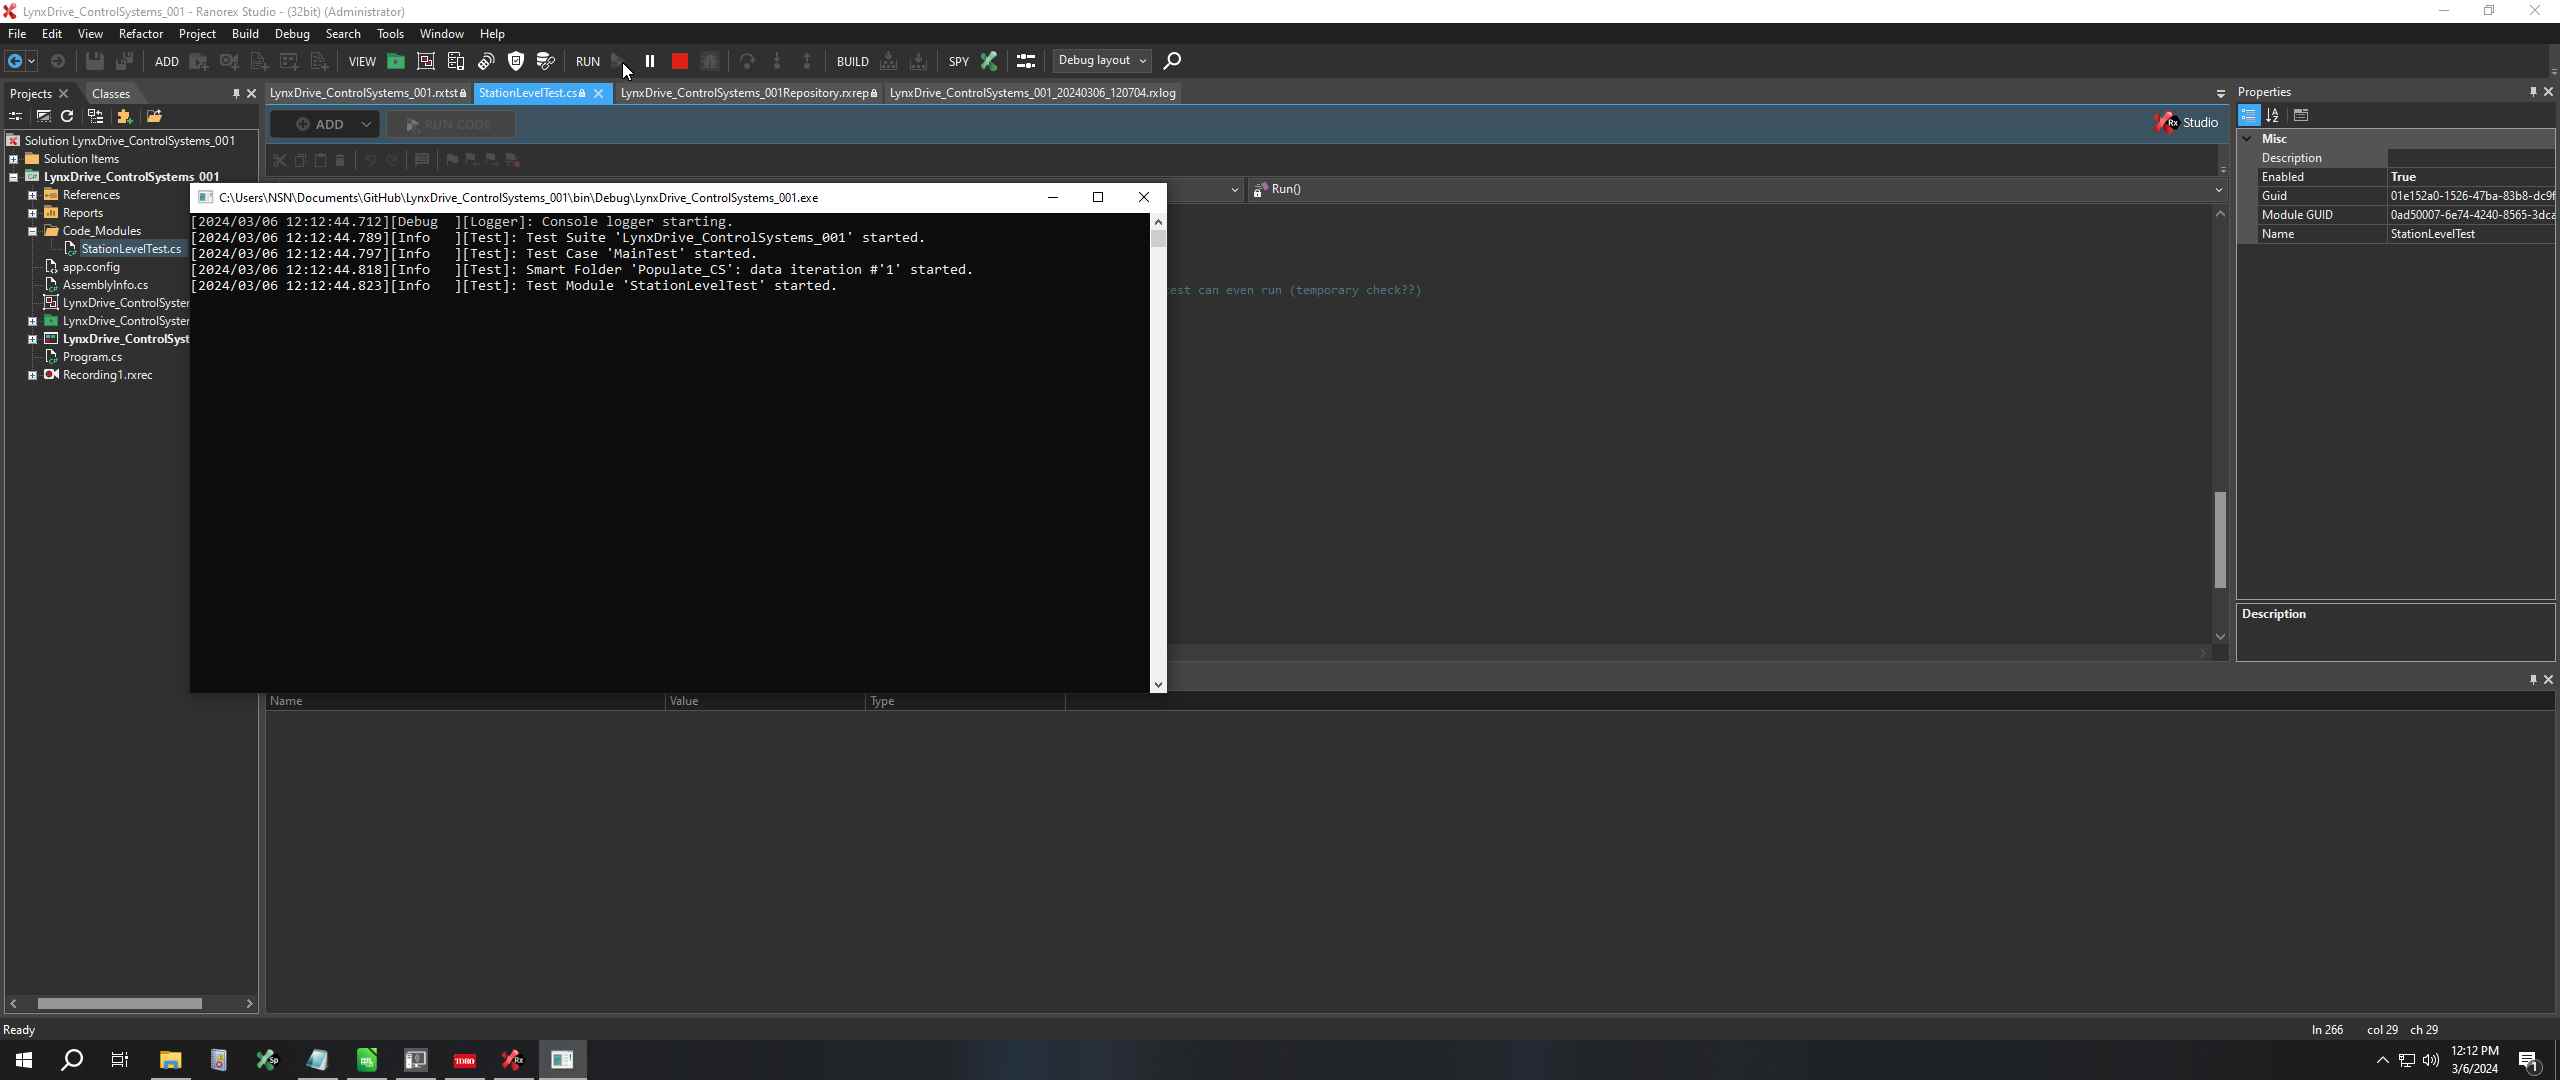 LynxDrive_ControlSystems_001 - Ranorex Studio - (32bit) (Administrator)
File Edit View Refactor Project Build Debug Search Tools Window Help
ADD VIEW RUN BUILD SPY Debug layout
Projects Classes
LynxDrive_ControlSystems_001.rxtst StationLevelTest.cs LynxDrive_ControlSystems_001Repository.rxrep LynxDrive_ControlSystems_001_20240306_120704.rxlog
Properties
ADD RUN CODE
Rx Studio
Solution LynxDrive_ControlSystems_001
Solution Items
LynxDrive_ControlSystems_001
References
Reports
Code_Modules
StationLevelTest.cs
app.config
AssemblyInfo.cs
LynxDrive_ControlSyster
LynxDrive_ControlSyster
LynxDrive_ControlSyst
Program.cs
Recording1.rxrec
Run()
C:\Users\NSN\Documents\GitHub\LynxDrive_ControlSystems_001\bin\Debug\LynxDrive_ControlSystems_001.exe
[2024/03/06 12:12:44.712][Debug ][Logger]: Console logger starting.
[2024/03/06 12:12:44.789][Info ][Test]: Test Suite 'LynxDrive_ControlSystems_001' started.
[2024/03/06 12:12:44.797][Info ][Test]: Test Case 'MainTest' started.
[2024/03/06 12:12:44.818][Info ][Test]: Smart Folder 'Populate_CS': data iteration #'1' started.
[2024/03/06 12:12:44.823][Info ][Test]: Test Module 'StationLevelTest' started.
est can even run (temporary check??)
Misc
Description
Enabled True
Guid 01e152a0-1526-47ba-83b8-dc9f
Module GUID 0ad50007-6e74-4240-8565-3dca
Name StationLevelTest
Description
Name Value Type
Ready
ln 266 col 29 ch 29
Sp
TDRO
Rx
12:12 PM
3/6/2024
1